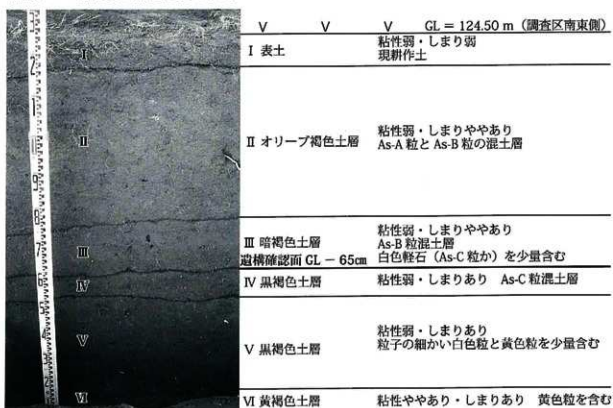 V V V GL = 124.50 m（調査区南東側）
Ⅰ 表土 粘性弱・しまり弱
現耕作土
Ⅱ オリーブ褐色土層 粘性弱・しまりややあり
As-A 粒と As-B 粒の混土層
Ⅲ 暗褐色土層 粘性弱・しまりややあり
As-B 粒混土層
遺構確認面 GL － 65㎝ 白色軽石（As-C 粒か）を少量含む
Ⅳ 黒褐色土層 粘性弱・しまりあり As-C 粒混土層
Ⅴ 黒褐色土層 粘性弱・しまりあり
粒子の細かい白色粒と黄色粒を少量含む
Ⅵ 黄褐色土層 粘性ややあり・しまりあり 黄色粒を含む
Ⅰ
Ⅱ
Ⅲ
Ⅳ
Ⅴ
Ⅵ